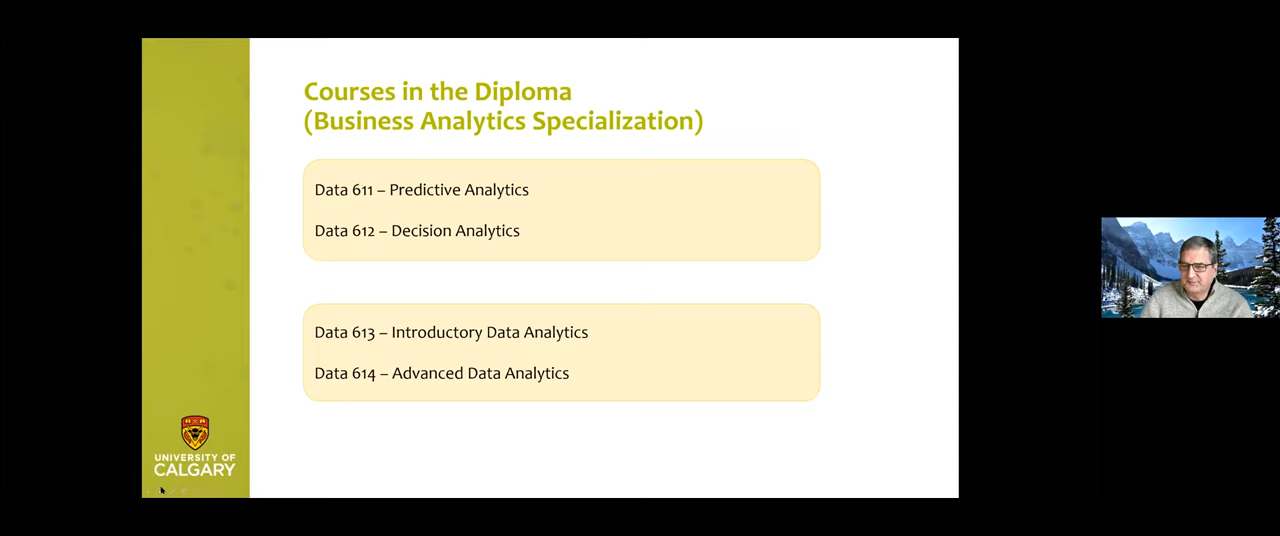 Courses in the Diploma
(Business Analytics Specialization)
Data 611 – Predictive Analytics
Data 612 – Decision Analytics
Data 613 – Introductory Data Analytics
Data 614 – Advanced Data Analytics
UNIVERSITY OF
CALGARY